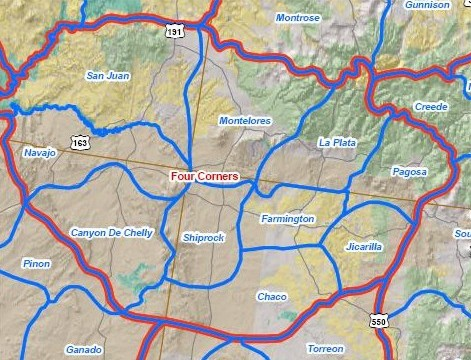 Gunnison
Montrose
191
San Juan
Creede
Montelores
163
La Plata
Navajo
Pagosa
Four Corners
Farmington
Canyon De Chelly
Shiprock
Sou
Jicarilla
Pinon
Chaco
550
Ganado
Torreon